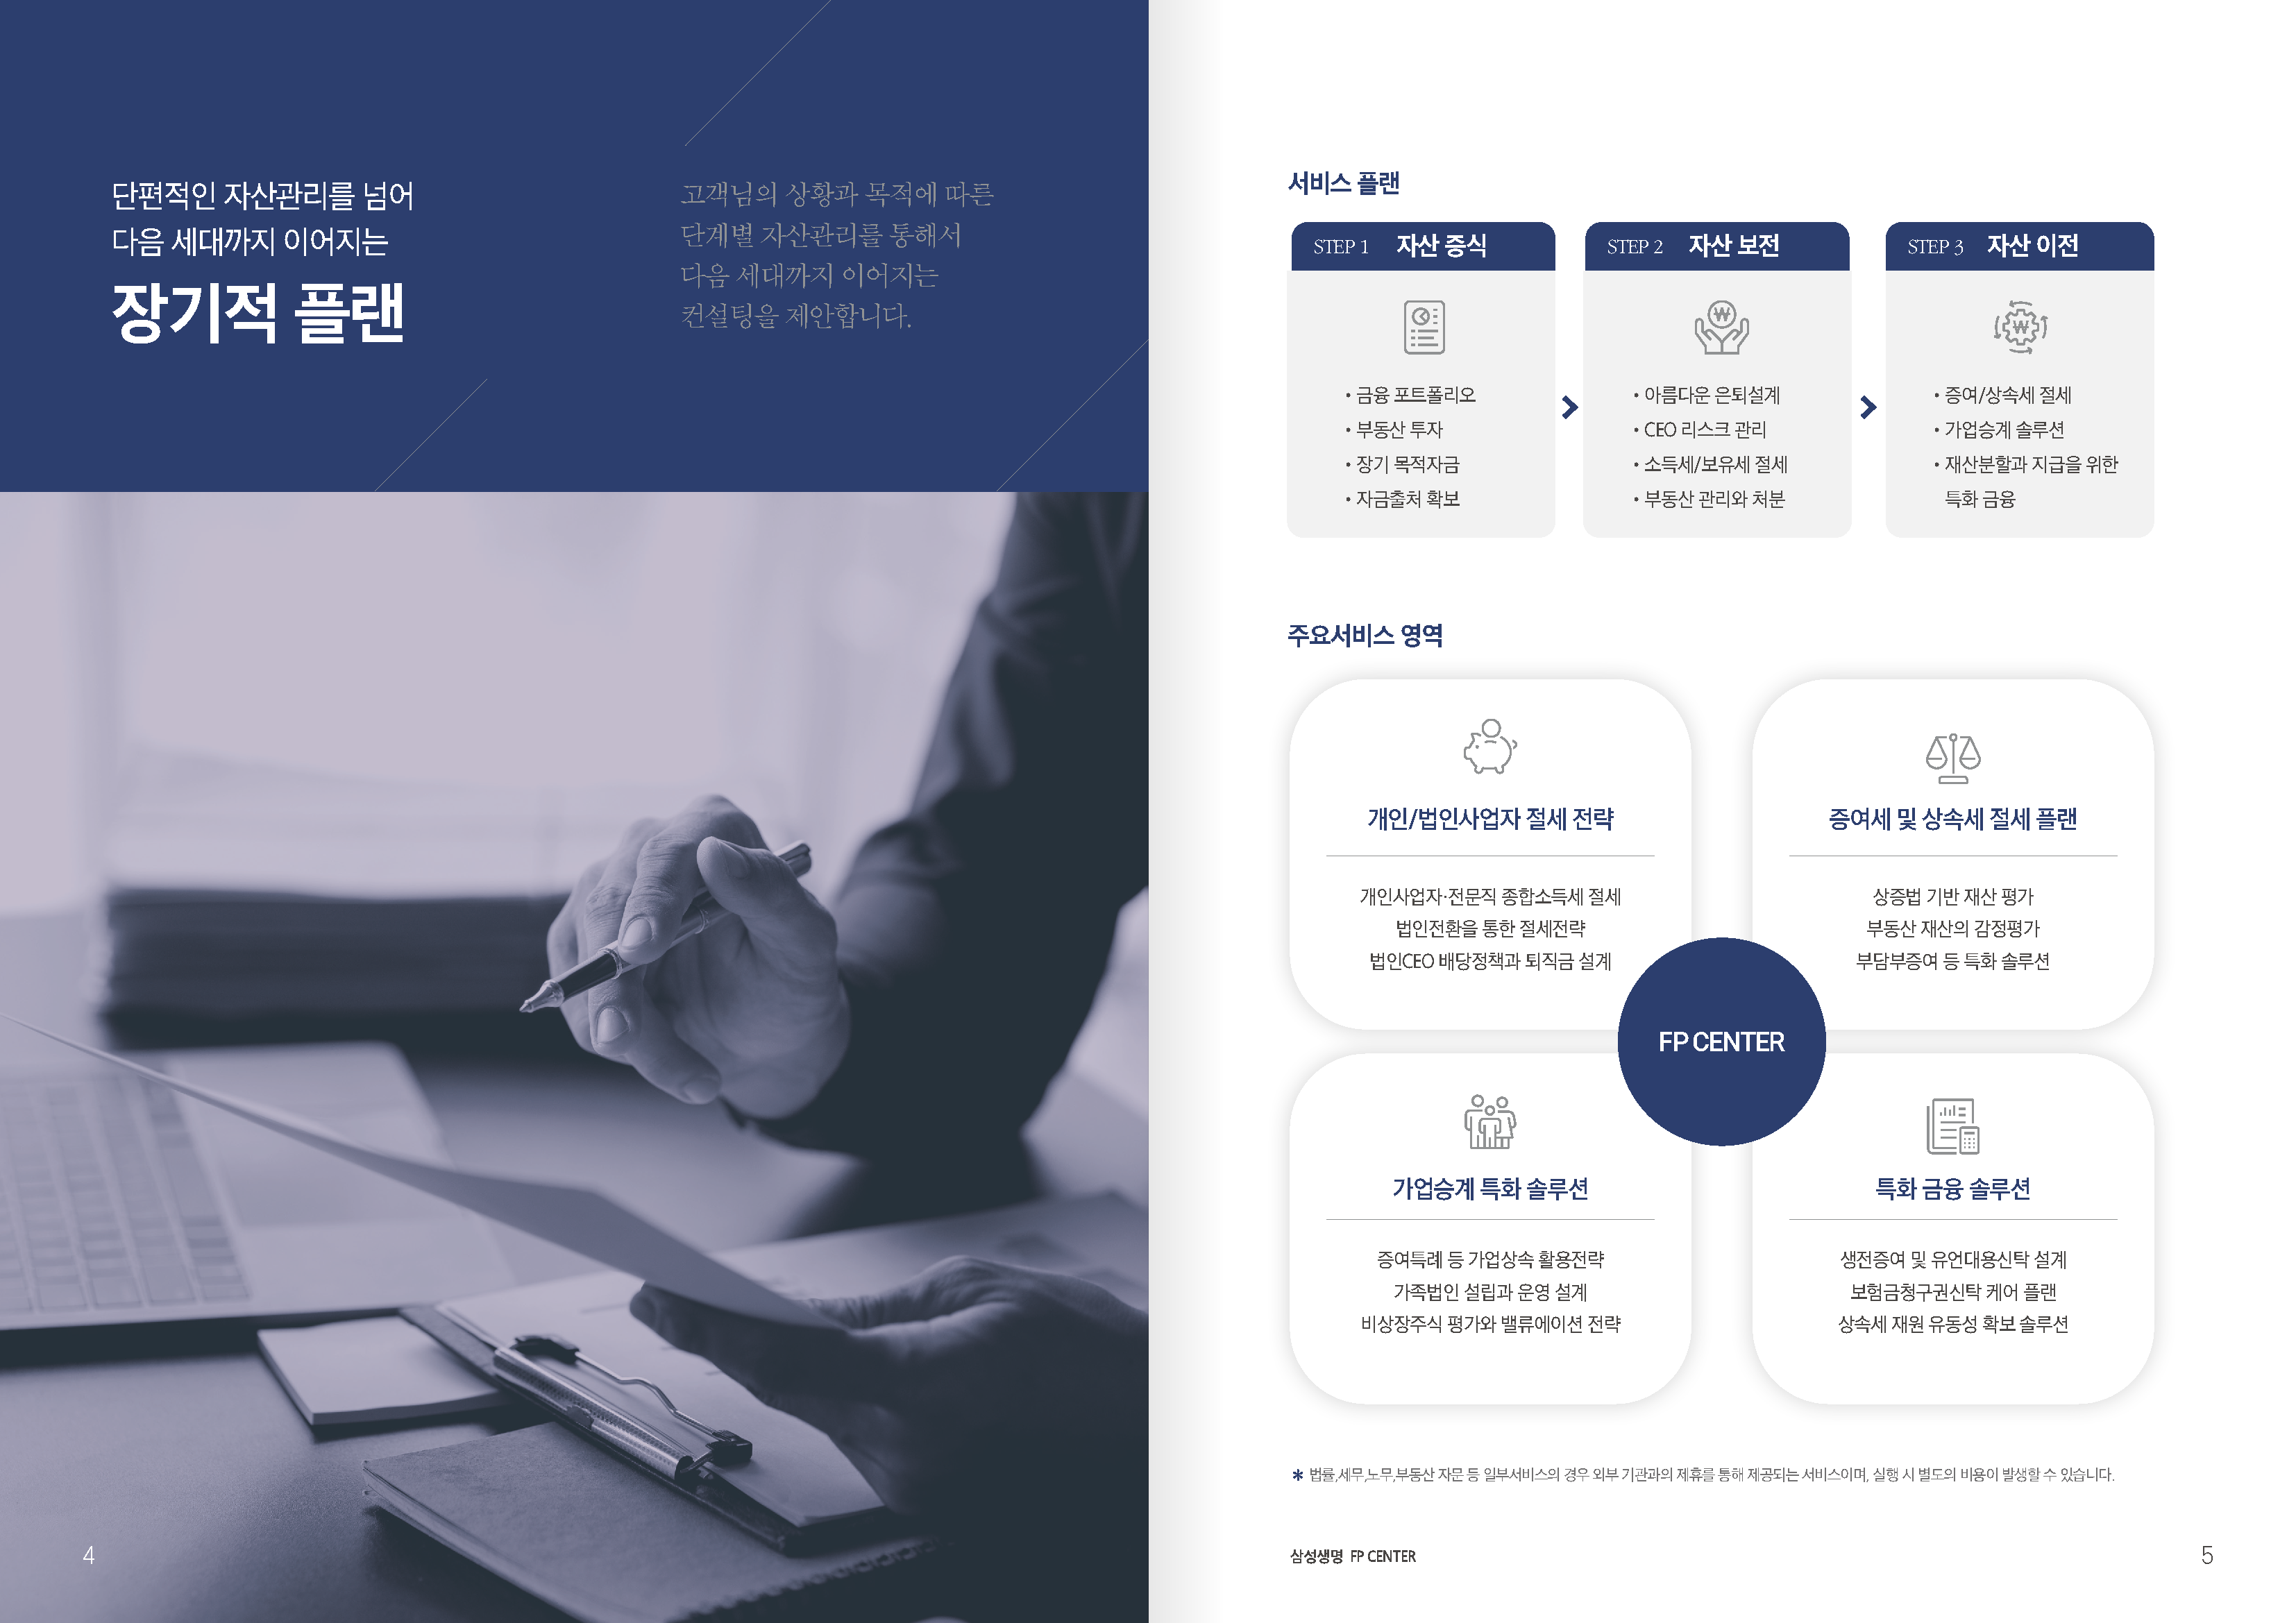 단편적인 자산관리를 넘어
다음 세대까지 이어지는
장기적 플랜
고객님의 상황과 목적에 따른
단계별 자산관리를 통해서
다음 세대까지 이어지는
컨설팅을 제안합니다.
4
서비스 플랜
STEP 1 자산 증식
₩
• 금융 포트폴리오
• 부동산 투자
• 장기 목적자금
• 자금출처 확보
STEP 2 자산 보전
• 아름다운 은퇴설계
• CEO 리스크 관리
• 소득세/보유세 절세
• 부동산 관리와 처분
STEP 3 자산 이전
₩
• 증여/상속세 절세
• 가업승계 솔루션
• 재산분할과 지급을 위한
특화 금융
주요서비스 영역
개인/법인사업자 절세 전략
개인사업자·전문직 종합소득세 절세
법인전환을 통한 절세전략
법인CEO 배당정책과 퇴직금 설계
증여세 및 상속세 절세 플랜
상증법 기반 재산 평가
부동산 재산의 감정평가
부담부증여 등 특화 솔루션
FP CENTER
가업승계 특화 솔루션
증여특례 등 가업상속 활용전략
가족법인 설립과 운영 설계
비상장주식 평가와 밸류에이션 전략
특화 금융 솔루션
생전증여 및 유언대용신탁 설계
보험금청구권신탁 케어 플랜
상속세 재원 유동성 확보 솔루션
* 법률,세무,노무,부동산 자문 등 일부서비스의 경우 외부 기관과의 제휴를 통해 제공되는 서비스이며, 실행 시 별도의 비용이 발생할 수 있습니다.
삼성생명 FP CENTER
5